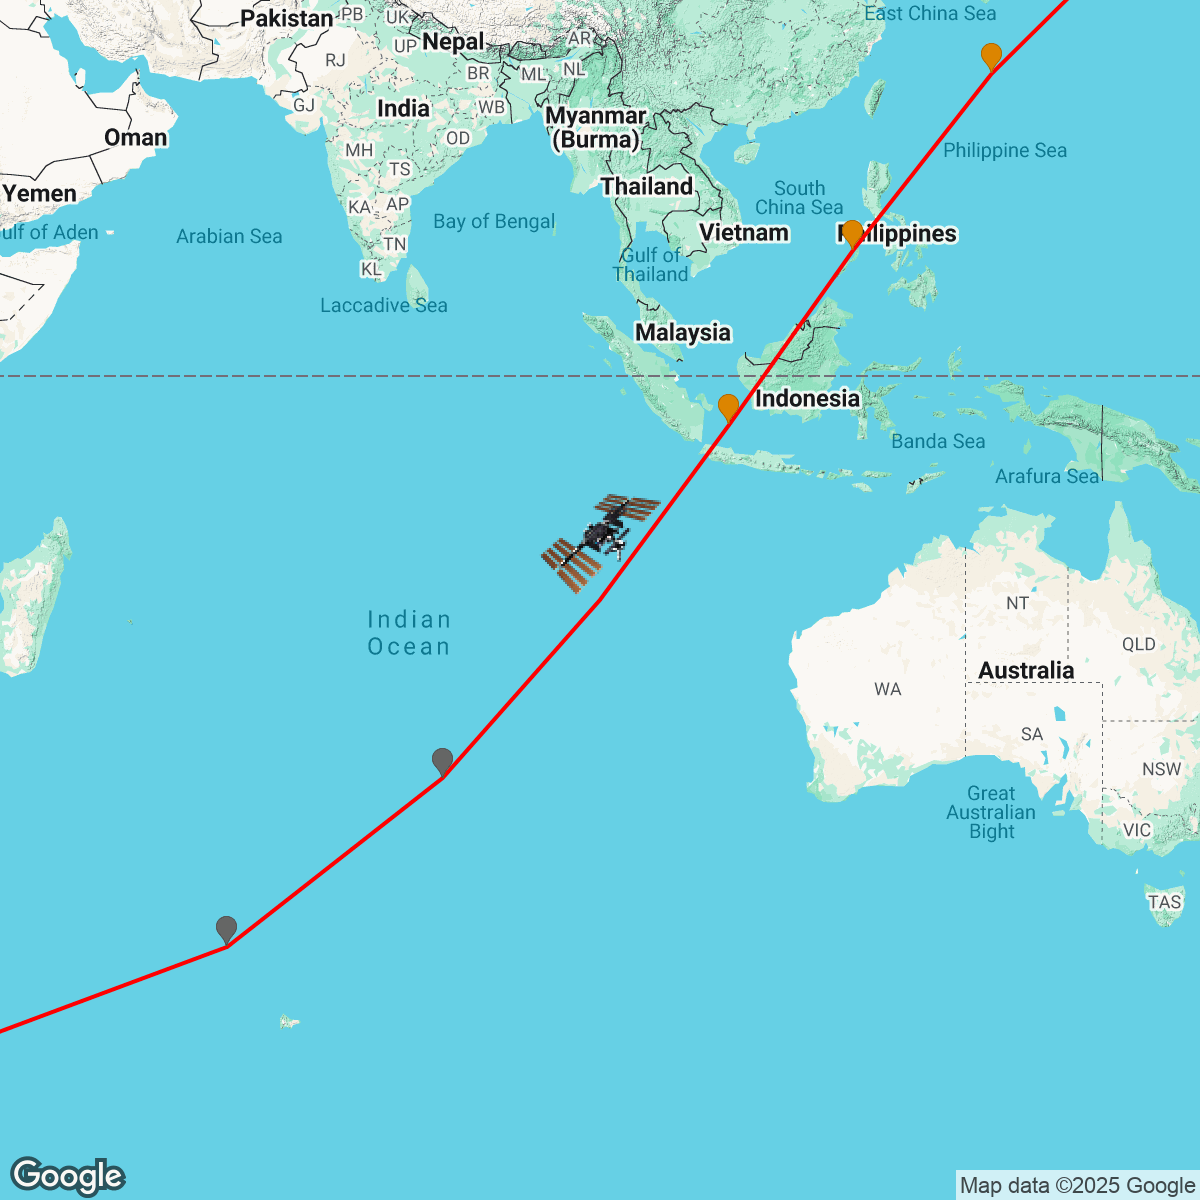 East China Sea
Pakistan
PB
UK
Nepal
AR
UP
RJ
BR
ML
NL
GJ
India
WB
Myanmar
(Burma)
Oman
OD
MH
Philippine Sea
TS
Yemen
Thailand
South
China Sea
KA
AP
Bay of Bengal
ulf of Aden
Arabian Sea
Vietnam
Philippines
TN
Gulf of
Thailand
KL
Laccadive Sea
Malaysia
Indonesia
Banda Sea
Arafura Sea
NT
Indian
Ocean
QLD
Australia
WA
SA
NSW
Great
Australian
Bight
VIC
TAS
Google
Map data ©2025 Google